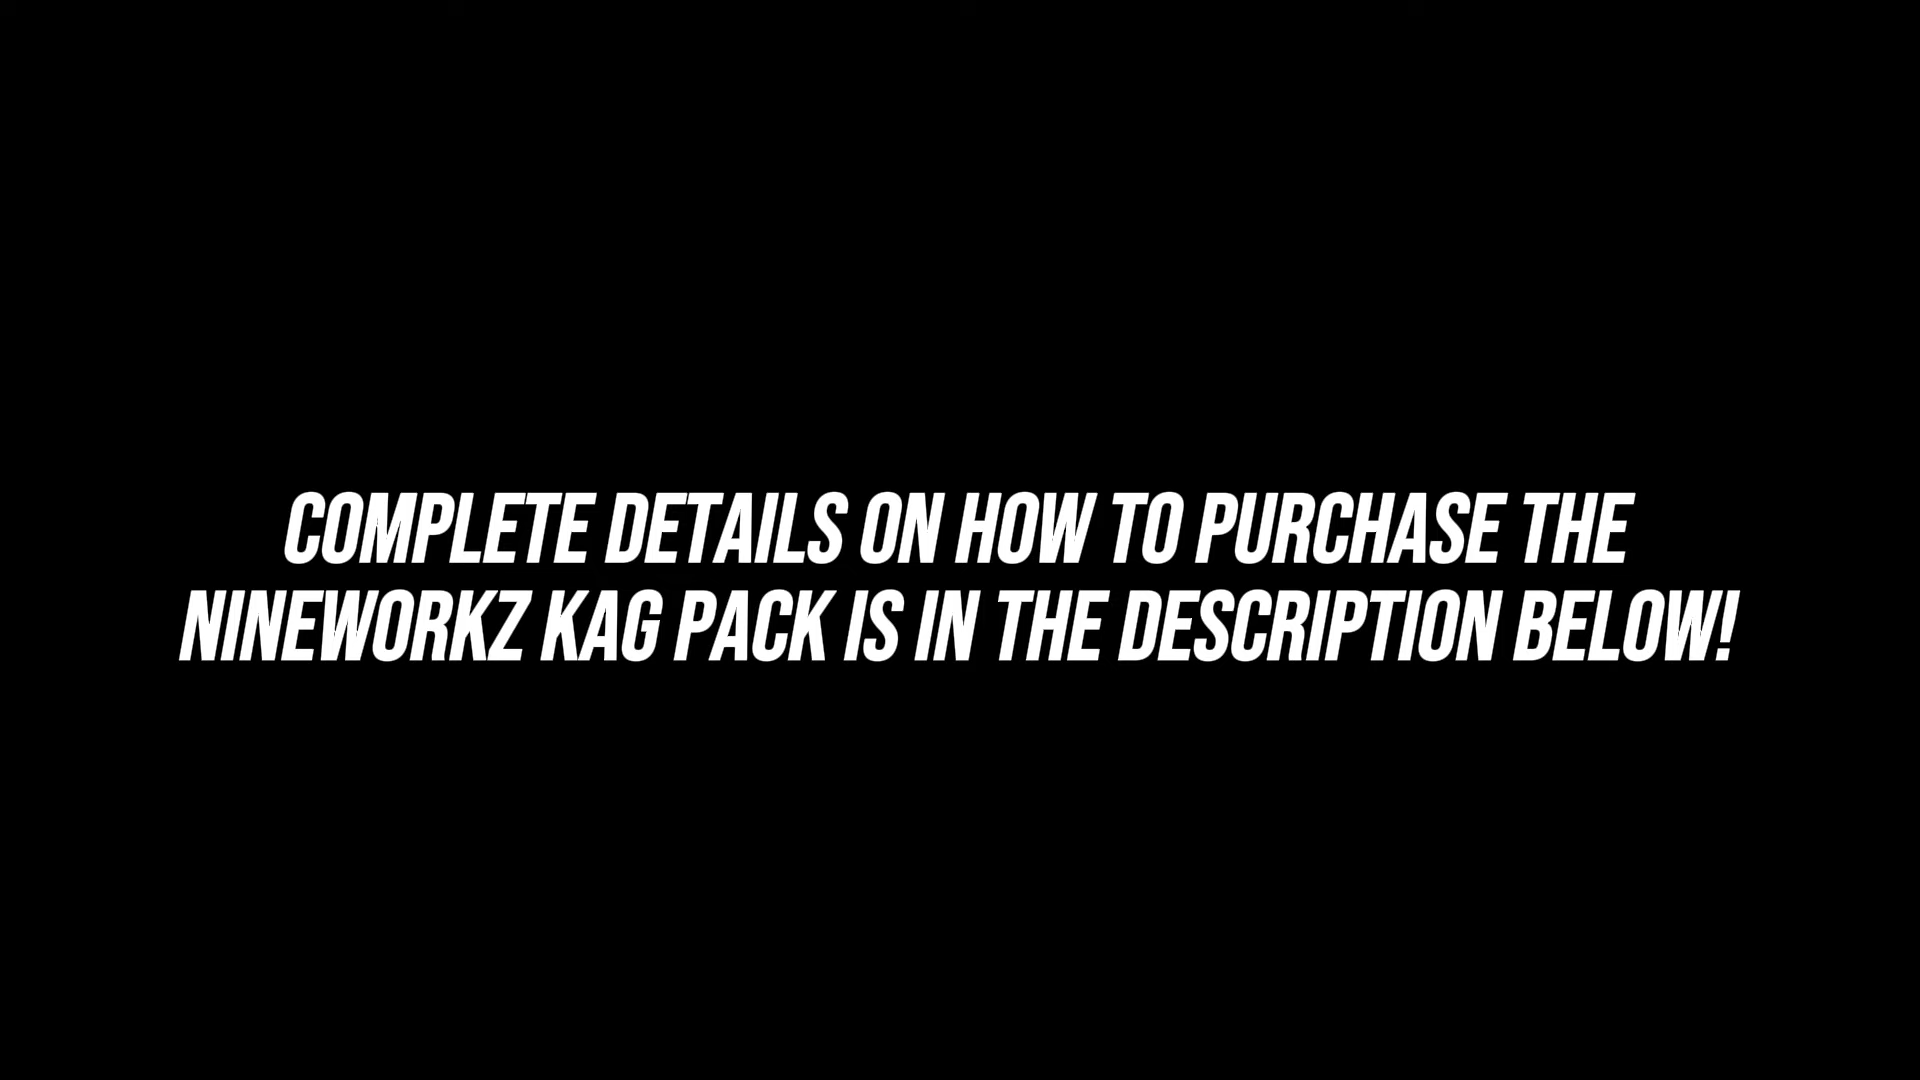 COMPLETE DETAILS ON HOW TO PURCHASE THE
NINEWORKZ KAG PACK IS IN THE DESCRIPTION BELOW!